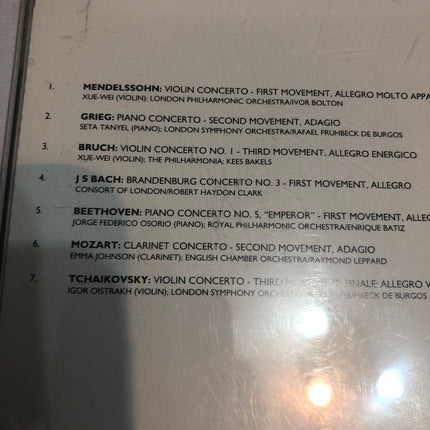 1. MENDELSSOHN: VIOLIN CONCERTO - FIRST MOVEMENT, ALLEGRO MOLTO APPA
XUE-WEI (VIOLIN); LONDON PHILHARMONIC ORCHESTRA/IVOR BOLTON
2. GRIEG: PIANO CONCERTO - SECOND MOVEMENT, ADAGIO
SETA TANYEL (PIANO); LONDON SYMPHONY ORCHESTRA/RAFAEL FRUHBECK DE BURGOS
3. BRUCH: VIOLIN CONCERTO NO. 1 - THIRD MOVEMENT, ALLEGRO ENERGICO
XUE-WEI (VIOLIN); THE PHILHARMONIA; KEES BAKELS
4. J S BACH: BRANDENBURG CONCERTO NO. 3 - FIRST MOVEMENT, ALLEGRO
CONSORT OF LONDON/ROBERT HAYDON CLARK
5. BEETHOVEN: PIANO CONCERTO NO. 5, "EMPEROR" - FIRST MOVEMENT, ALLEG
JORGE FEDERICO OSORIO (PIANO); ROYAL PHILHARMONIC ORCHESTRA/ENRIQUE BATIZ
6. MOZART: CLARINET CONCERTO - SECOND MOVEMENT, ADAGIO
EMMA JOHNSON (CLARINET); ENGLISH CHAMBER ORCHESTRA/RAYMOND LEPPARD
7. TCHAIKOVSKY: VIOLIN CONCERTO - THIRD FINALE: ALLEGRO V
IGOR OISTRAKH (VIOLIN); LONDON SYMPHONY DE BURGOS